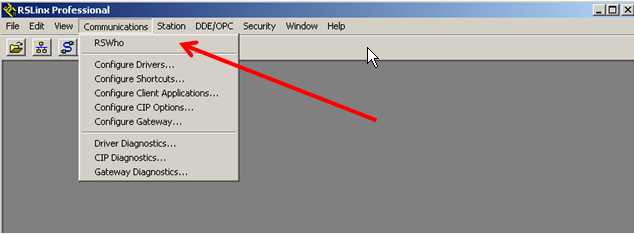 RSLinx Professional
File Edit View Communications Station DDE/OPC Security Window Help
RSWho
Configure Drivers...
Configure Shortcuts...
Configure Client Applications...
Configure CIP Options...
Configure Gateway...
Driver Diagnostics...
CIP Diagnostics...
Gateway Diagnostics...